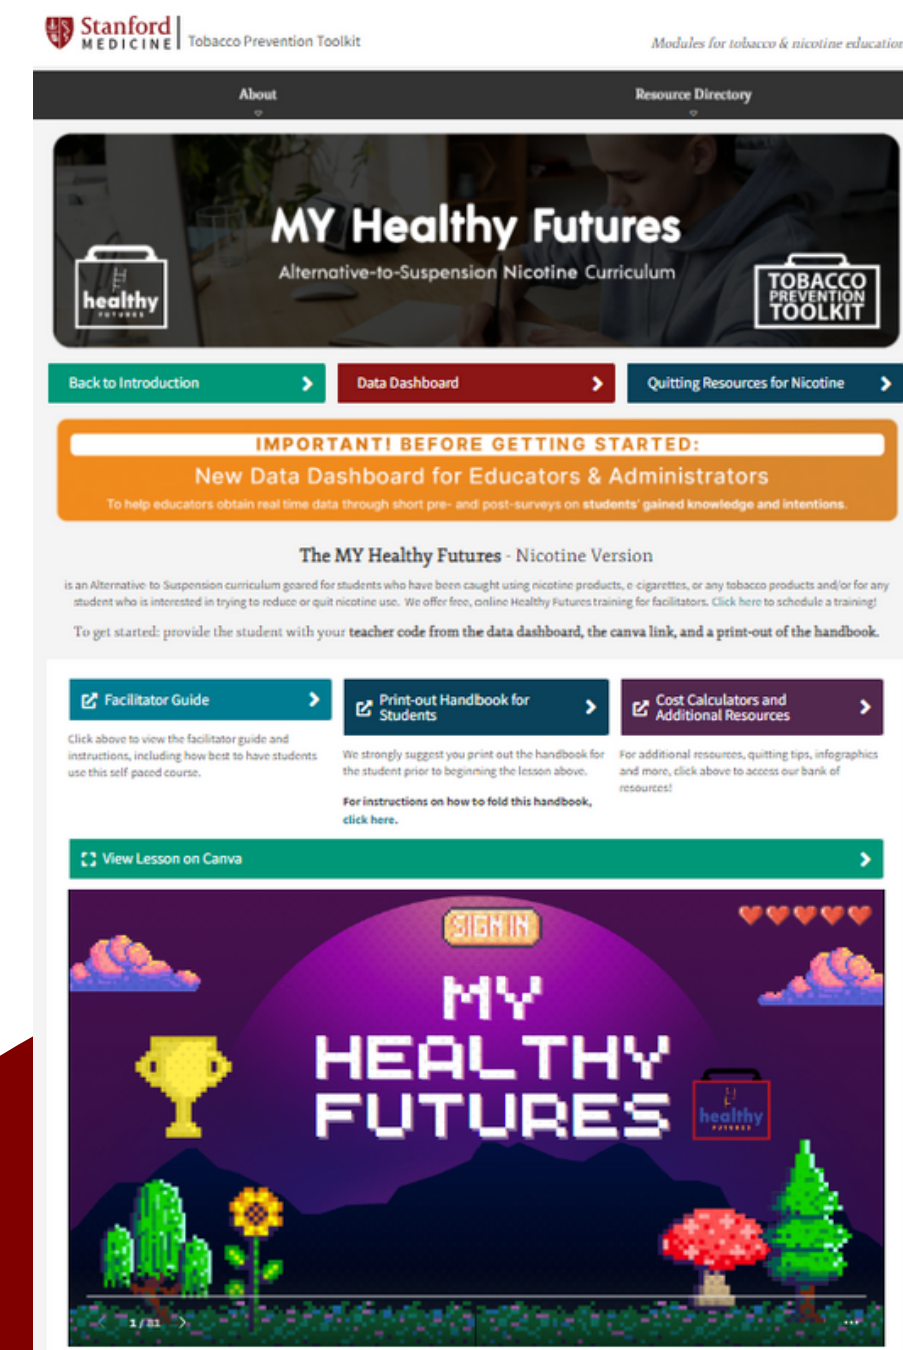 Stanford
MEDICINE
Tobacco Prevention Toolkit
Modules for tobacco & nicotine education
About
Resource Directory
MY Healthy Futures
Alternative-to-Suspension Nicotine Curriculum
healthy
FUTURES
TOBACCO
PREVENTION
TOOLKIT
Back to Introduction
Data Dashboard
Quitting Resources for Nicotine
IMPORTANT! BEFORE GETTING STARTED:
New Data Dashboard for Educators & Administrators
To help educators obtain real time data through short pre- and post-surveys on students' gained knowledge and intentions.
The MY Healthy Futures - Nicotine Version
is an Alternative-to-Suspension curriculum geared for students who have been caught using nicotine products, e-cigarettes, or any tobacco products and/or for any
student who is interested in trying to reduce or quit nicotine use. We offer free, online Healthy Futures training for facilitators. Click here to schedule a training!
To get started: provide the student with your teacher code from the data dashboard, the canva link, and a print-out of the handbook.
Facilitator Guide
Click above to view the facilitator guide and
instructions, including how best to have students
use this self-paced course.
Print-out Handbook for
Students
We strongly suggest you print out the handbook for
the student prior to beginning the lesson above.
For instructions on how to fold this handbook,
click here.
Cost Calculators and
Additional Resources
For additional resources, quitting tips, infographics
and more, click above to access our bank of
resources!
View Lesson on Canva
SIGN IN
MY
HEALTHY
FUTURES
healthy
FUTURES
1 / 81